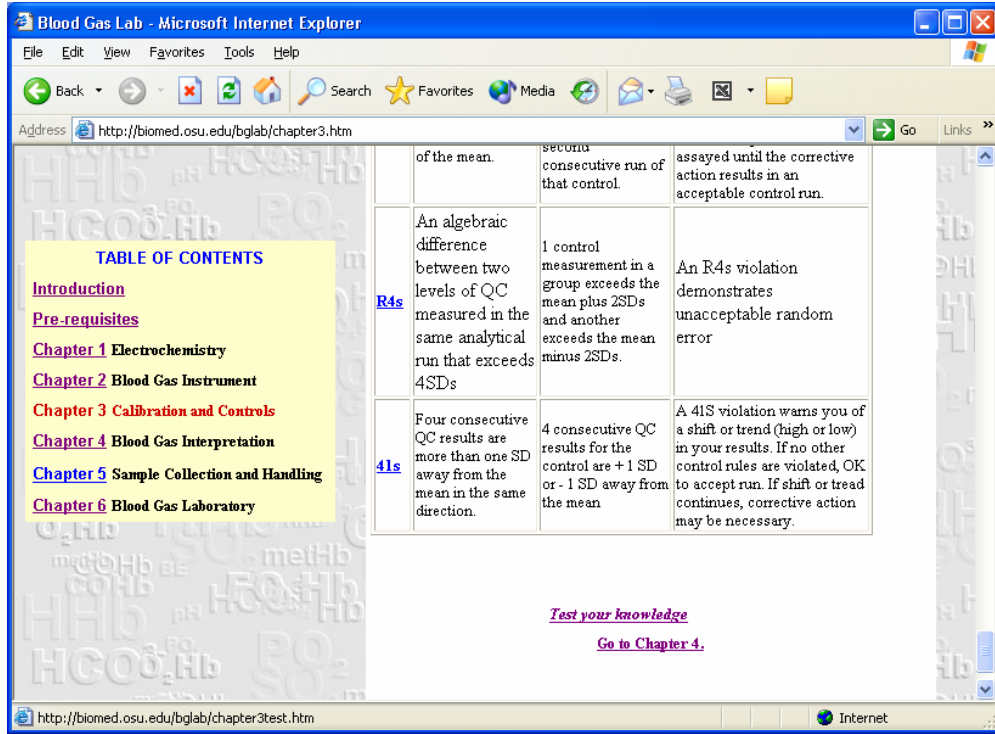 Blood Gas Lab - Microsoft Internet Explorer
File Edit View Favorites Tools Help
Back Search Favorites Media
Address http://biomed.osu.edu/bglab/chapter3.htm Go Links »
TABLE OF CONTENTS
Introduction
Pre-requisites
Chapter 1 Electrochemistry
Chapter 2 Blood Gas Instrument
Chapter 3 Calibration and Controls
Chapter 4 Blood Gas Interpretation
Chapter 5 Sample Collection and Handling
Chapter 6 Blood Gas Laboratory
of the mean.
second
consecutive run of
that control.
assayed until the corrective
action results in an
acceptable control run.
R4s
An algebraic
difference
between two
levels of QC
measured in the
same analytical
run that exceeds
4SDs
1 control
measurement in a
group exceeds the
mean plus 2SDs
and another
exceeds the mean
minus 2SDs.
An R4s violation
demonstrates
unacceptable random
error
41s
Four consecutive
QC results are
more than one SD
away from the
mean in the same
direction.
4 consecutive QC
results for the
control are + 1 SD
or - 1 SD away from
the mean
A 41S violation warns you of
a shift or trend (high or low)
in your results. If no other
control rules are violated, OK
to accept run. If shift or tread
continues, corrective action
may be necessary.
Test your knowledge
Go to Chapter 4.
http://biomed.osu.edu/bglab/chapter3test.htm Internet